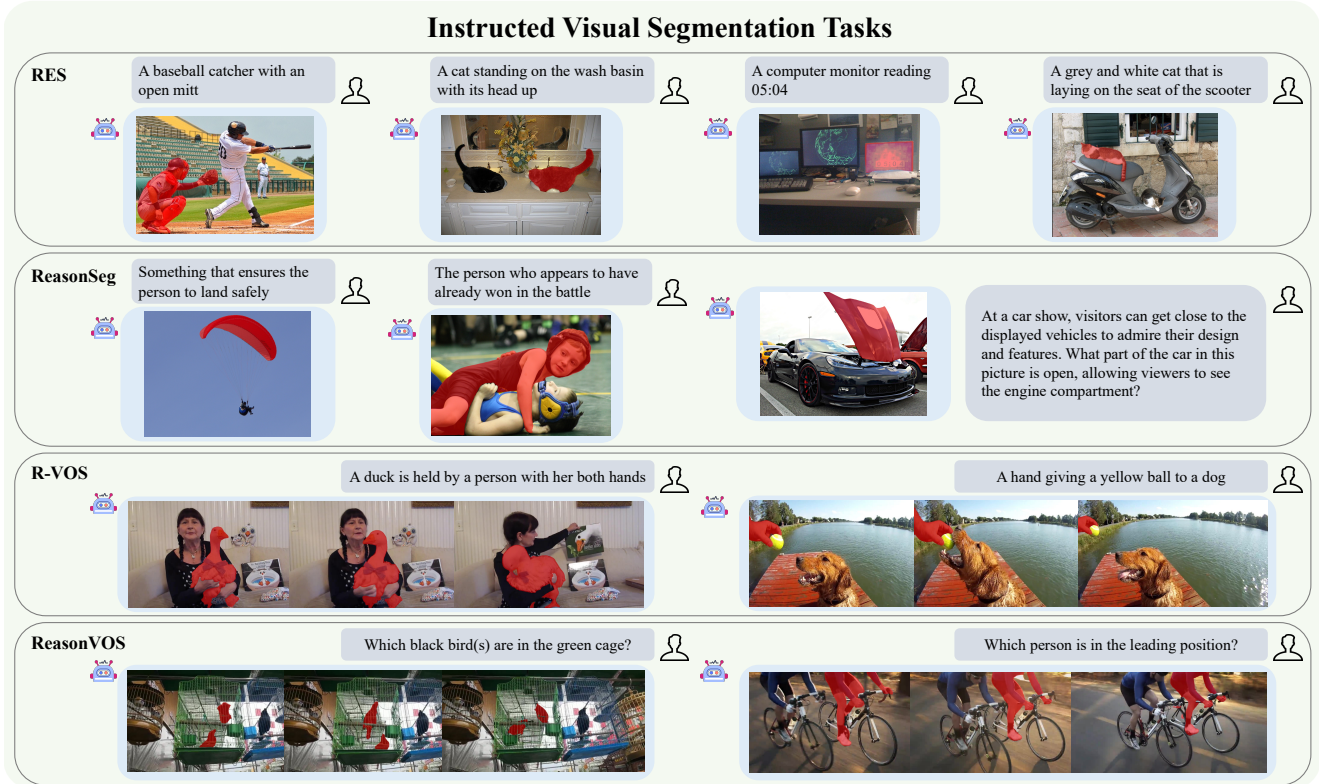 Instructed Visual Segmentation Tasks
RES
A baseball catcher with an
open mitt
A cat standing on the wash basin
with its head up
A computer monitor reading
05:04
A grey and white cat that is
laying on the seat of the scooter
ReasonSeg
Something that ensures the
person to land safely
The person who appears to have
already won in the battle
At a car show, visitors can get close to the
displayed vehicles to admire their design
and features. What part of the car in this
picture is open, allowing viewers to see
the engine compartment?
R-VOS
A duck is held by a person with her both hands
A hand giving a yellow ball to a dog
ReasonVOS
Which black bird(s) are in the green cage?
Which person is in the leading position?